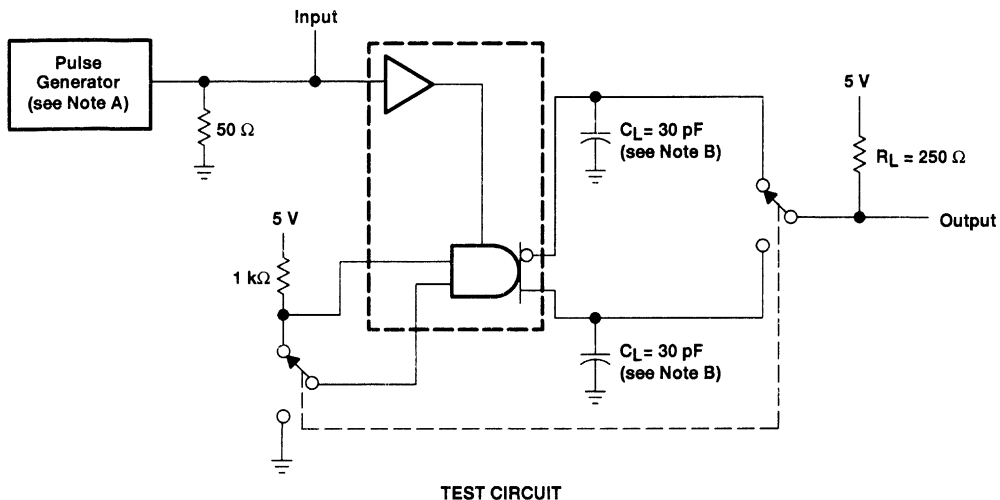 Input
Pulse
Generator
(see Note A)
50 Ω
5 V
1 kΩ
CL = 30 pF
(see Note B)
5 V
RL = 250 Ω
Output
CL = 30 pF
(see Note B)
TEST CIRCUIT